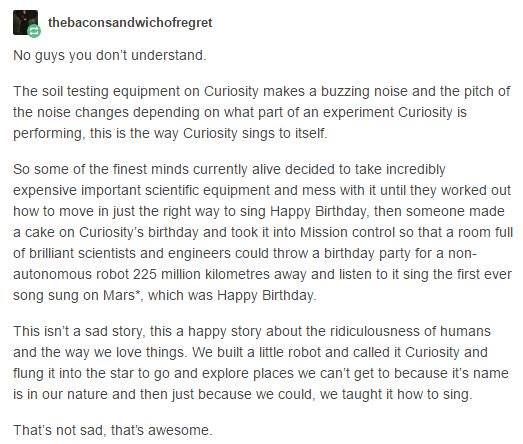 thebaconsandwichofregret
No guys you don't understand.
The soil testing equipment on Curiosity makes a buzzing noise and the pitch of
the noise changes depending on what part of an experiment Curiosity is
performing, this is the way Curiosity sings to itself.
So some of the finest minds currently alive decided to take incredibly
expensive important scientific equipment and mess with it until they worked out
how to move in just the right way to sing Happy Birthday, then someone made
a cake on Curiosity's birthday and took it into Mission control so that a room full
of brilliant scientists and engineers could throw a birthday party for a non-
autonomous robot 225 million kilometres away and listen to it sing the first ever
song sung on Mars*, which was Happy Birthday.
This isn't a sad story, this a happy story about the ridiculousness of humans
and the way we love things. We built a little robot and called it Curiosity and
flung it into the star to go and explore places we can't get to because it's name
is in our nature and then just because we could, we taught it how to sing.
That's not sad, that's awesome.